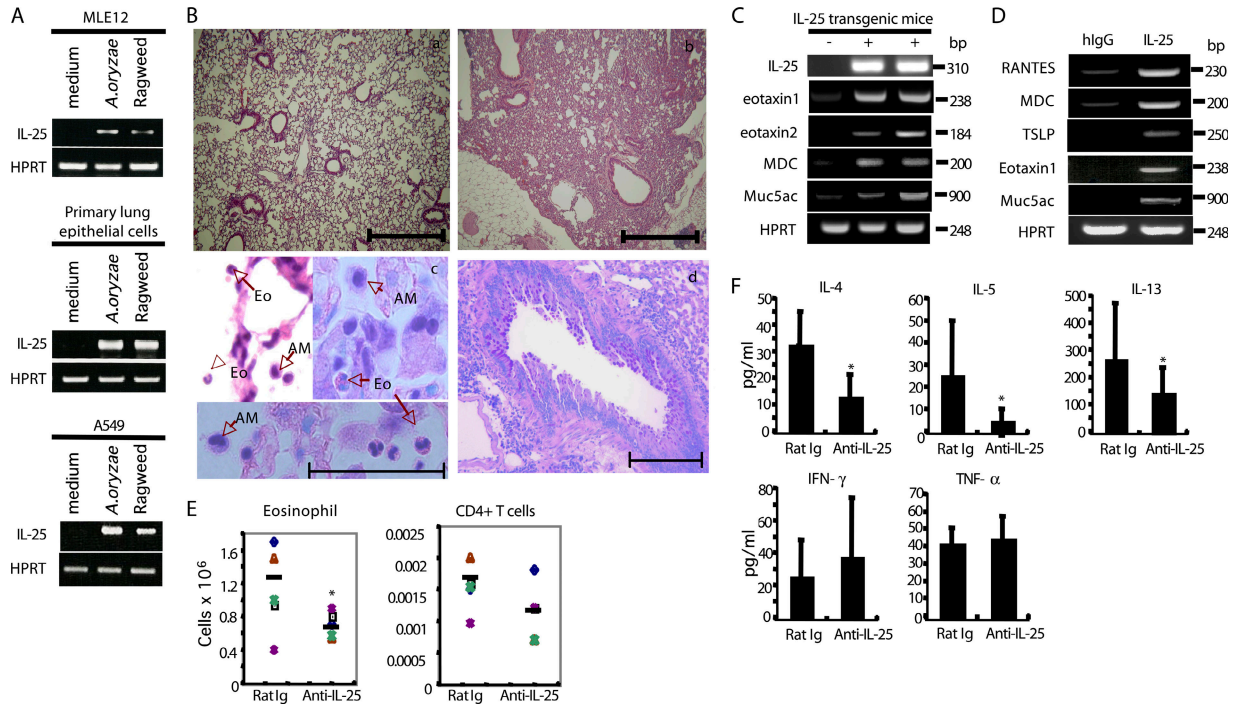 A
MLE12
medium
A.oryzae
Ragweed
IL-25
HPRT
Primary lung
epithelial cells
medium
A.oryzae
Ragweed
IL-25
HPRT
A549
medium
A.oryzae
Ragweed
IL-25
HPRT
B
a
b
c
Eo
AM
Eo
AM
Eo
AM
d
C
IL-25 transgenic mice
- + + bp
IL-25 310
eotaxin1 238
eotaxin2 184
MDC 200
Muc5ac 900
HPRT 248
D
hIgG IL-25 bp
RANTES 230
MDC 200
TSLP 250
Eotaxin1 238
Muc5ac 900
HPRT 248
E
Eosinophil
Cells x 10⁶
1.6
1.2
0.8
0.4
*
Rat Ig Anti-IL-25
CD4+ T cells
0.002
0.0015
0.001
0.0005
0
Rat Ig Anti-IL-25
F
IL-4
pg/ml
50
40
30
20
10
0
*
Rat Ig Anti-IL-25
IL-5
60
50
40
30
20
10
0
*
Rat Ig Anti-IL-25
IL-13
500
400
300
200
100
0
*
Rat Ig Anti-IL-25
IFN- γ
pg/ml
80
60
40
20
0
Rat Ig Anti-IL-25
TNF- α
80
60
40
20
0
Rat Ig Anti-IL-25